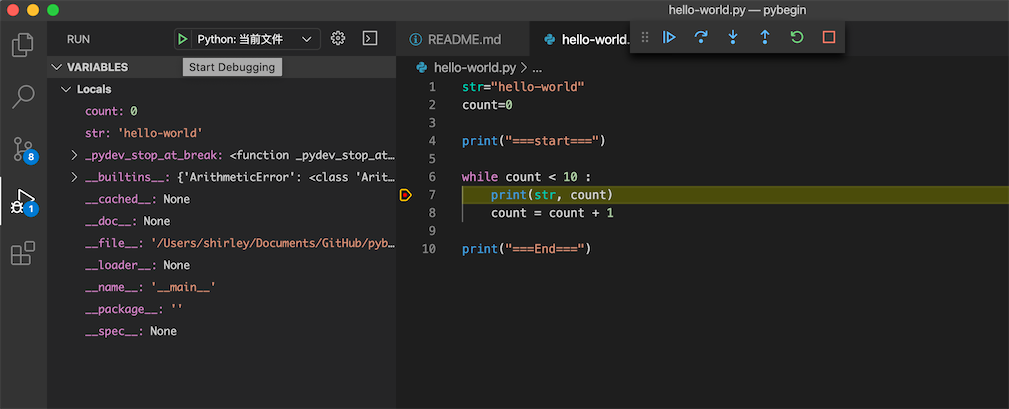 hello-world.py — pybegin
RUN
Python: 当前文件
README.md
hello-world.
VARIABLES
Start Debugging
hello-world.py > ...
Locals
count: 0
str: 'hello-world'
_pydev_stop_at_break: <function _pydev_stop_at...
__builtins__: {'ArithmeticError': <class 'Arit...
__cached__: None
__doc__: None
__file__: '/Users/shirley/Documents/GitHub/pyb...
__loader__: None
__name__: '__main__'
__package__: ''
__spec__: None
8
1
1 str="hello-world"
2 count=0
3
4 print("===start===")
5
6 while count < 10 :
7 print(str, count)
8 count = count + 1
9
10 print("===End===")